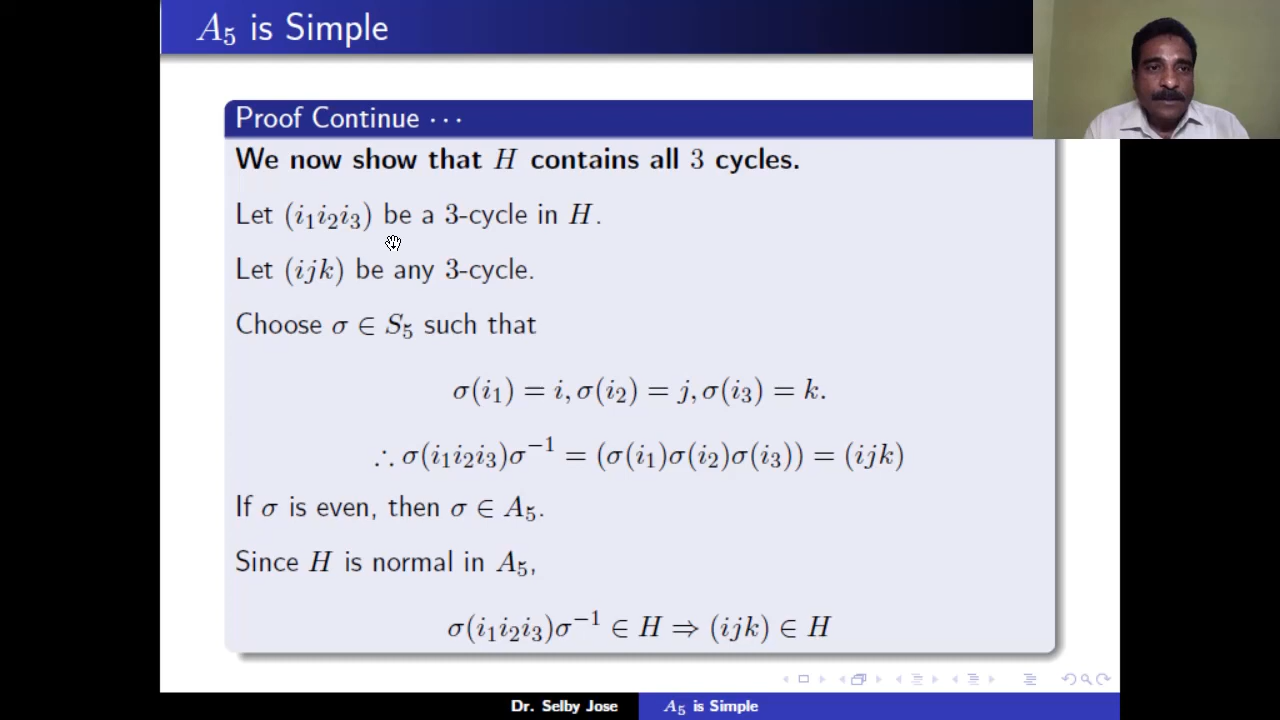 A₅ is Simple
Proof Continue · · ·
We now show that H contains all 3 cycles.
Let (i₁i₂i₃) be a 3-cycle in H.
Let (ijk) be any 3-cycle.
Choose σ ∈ S₅ such that
σ(i₁) = i, σ(i₂) = j, σ(i₃) = k.
∴ σ(i₁i₂i₃)σ⁻¹ = (σ(i₁)σ(i₂)σ(i₃)) = (ijk)
If σ is even, then σ ∈ A₅.
Since H is normal in A₅,
σ(i₁i₂i₃)σ⁻¹ ∈ H ⇒ (ijk) ∈ H
Dr. Selby Jose A₅ is Simple